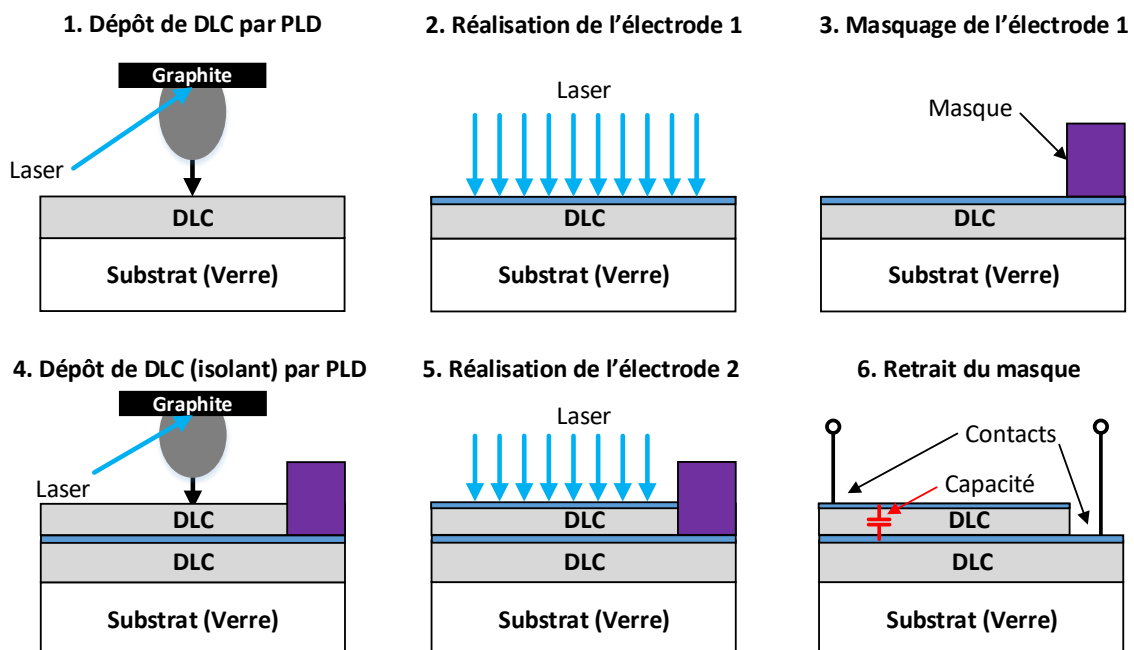 1. Dépôt de DLC par PLD
Graphite
Laser
DLC
Substrat (Verre)
2. Réalisation de l’électrode 1
Laser
DLC
Substrat (Verre)
3. Masquage de l’électrode 1
Masque
DLC
Substrat (Verre)
4. Dépôt de DLC (isolant) par PLD
Graphite
Laser
DLC
DLC
Substrat (Verre)
5. Réalisation de l’électrode 2
Laser
DLC
DLC
Substrat (Verre)
6. Retrait du masque
Contacts
Capacité
DLC
DLC
Substrat (Verre)